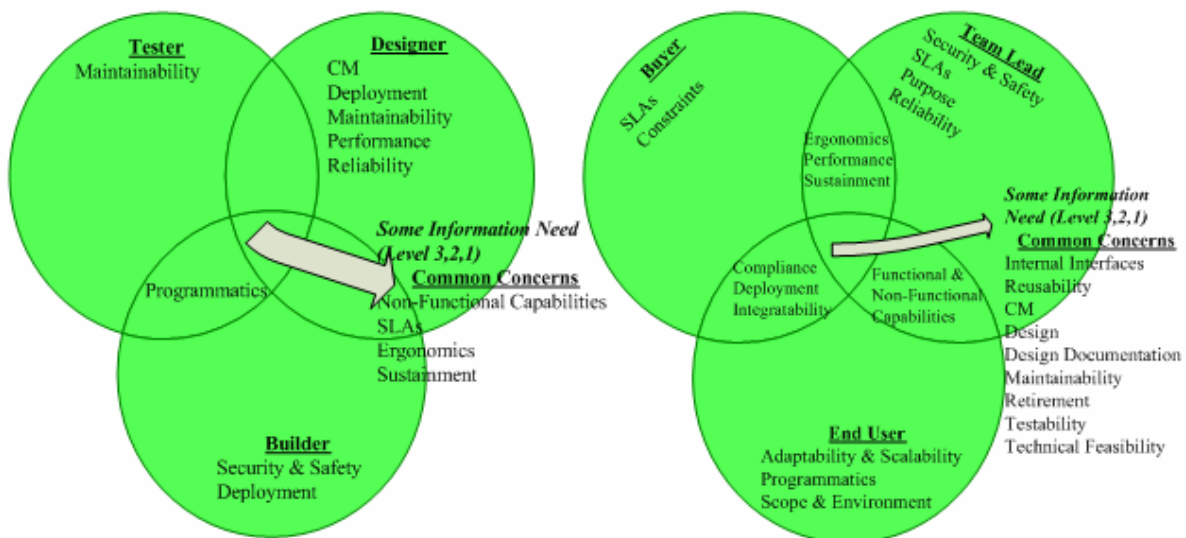 Tester
Maintainability
Designer
CM
Deployment
Maintainability
Performance
Reliability
Programmatics
Some Information Need
(Level 3,2,1)
Common Concerns
Non-Functional Capabilities
SLAs
Ergonomics
Sustainment
Builder
Security & Safety
Deployment
Buyer
SLAs
Constraints
Team Lead
Security & Safety
SLAs
Purpose
Reliability
Ergonomics
Performance
Sustainment
Compliance
Deployment
Integratability
Functional &
Non-Functional
Capabilities
Some Information
Need (Level 3,2,1)
Common Concerns
Internal Interfaces
Reusability
CM
Design
Design Documentation
Maintainability
Retirement
Testability
Technical Feasibility
End User
Adaptability & Scalability
Programmatics
Scope & Environment